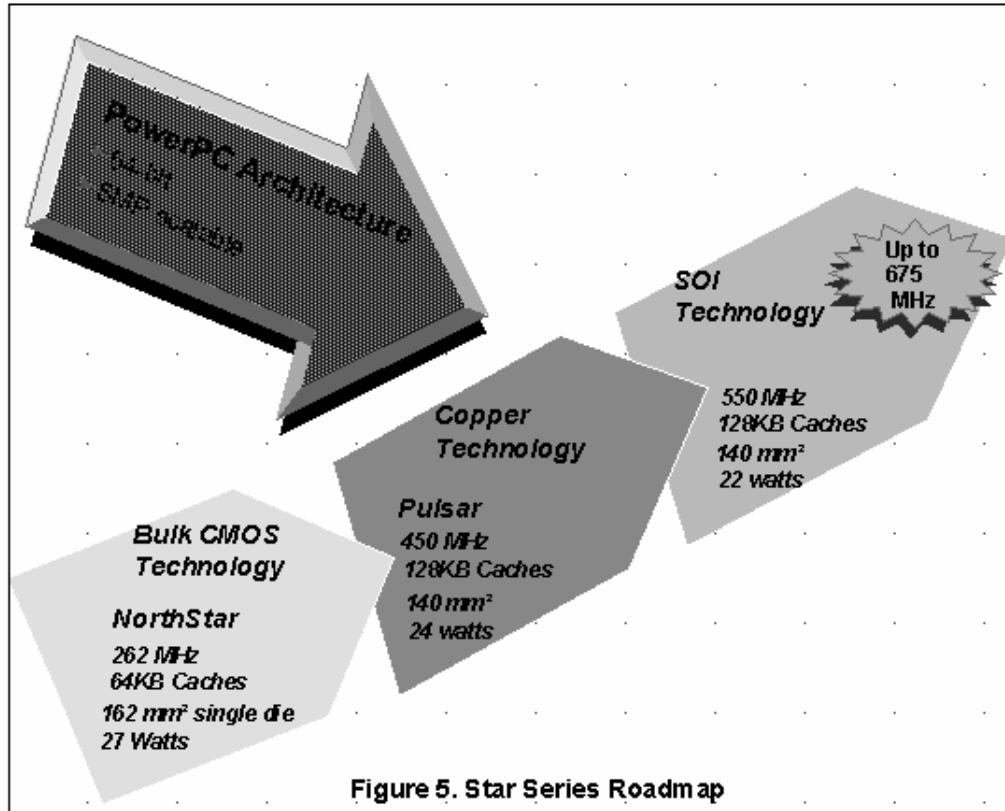 PowerPC Architecture
64-bit
SMP scalable
SOI
Technology
Up to
675
MHz
550 MHz
128KB Caches
140 mm²
22 watts
Copper
Technology
Pulsar
450 MHz
128KB Caches
140 mm²
24 watts
Bulk CMOS
Technology
NorthStar
262 MHz
64KB Caches
162 mm² single die
27 Watts
Figure 5. Star Series Roadmap